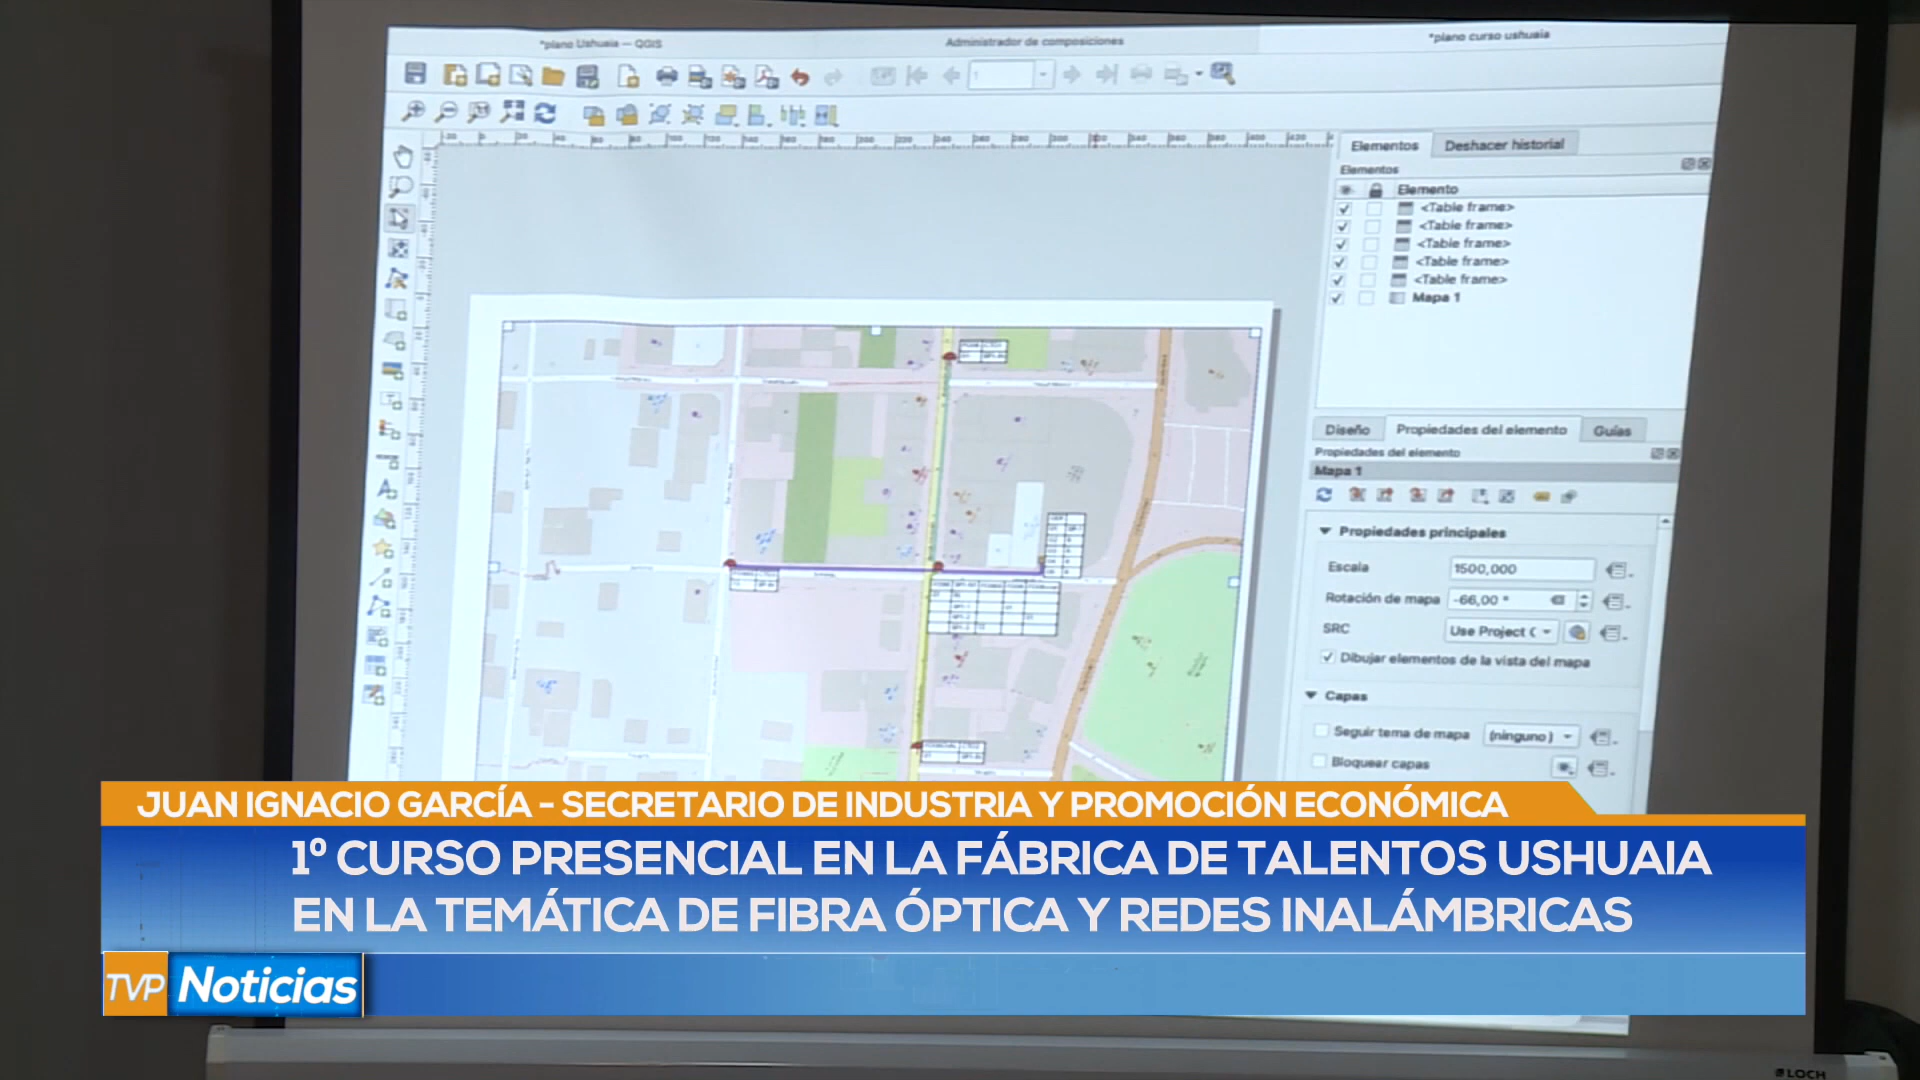 *plano Ushuaia — QGIS
Administrador de composiciones
*plano curso ushuaia
1
Elementos
Deshacer historial
Elementos
Elemento
<Table frame>
<Table frame>
<Table frame>
<Table frame>
<Table frame>
Mapa 1
Diseño
Propiedades del elemento
Guías
Propiedades del elemento
Mapa 1
Propiedades principales
Escala
1500,000
Rotación de mapa
-66,00 °
SRC
Use Project C
Dibujar elementos de la vista del mapa
Capas
Seguir tema de mapa
(ninguno)
Bloquear capas
JUAN IGNACIO GARCÍA - SECRETARIO DE INDUSTRIA Y PROMOCIÓN ECONÓMICA
1º CURSO PRESENCIAL EN LA FÁBRICA DE TALENTOS USHUAIA
EN LA TEMÁTICA DE FIBRA ÓPTICA Y REDES INALÁMBRICAS
TVP Noticias
LOCH